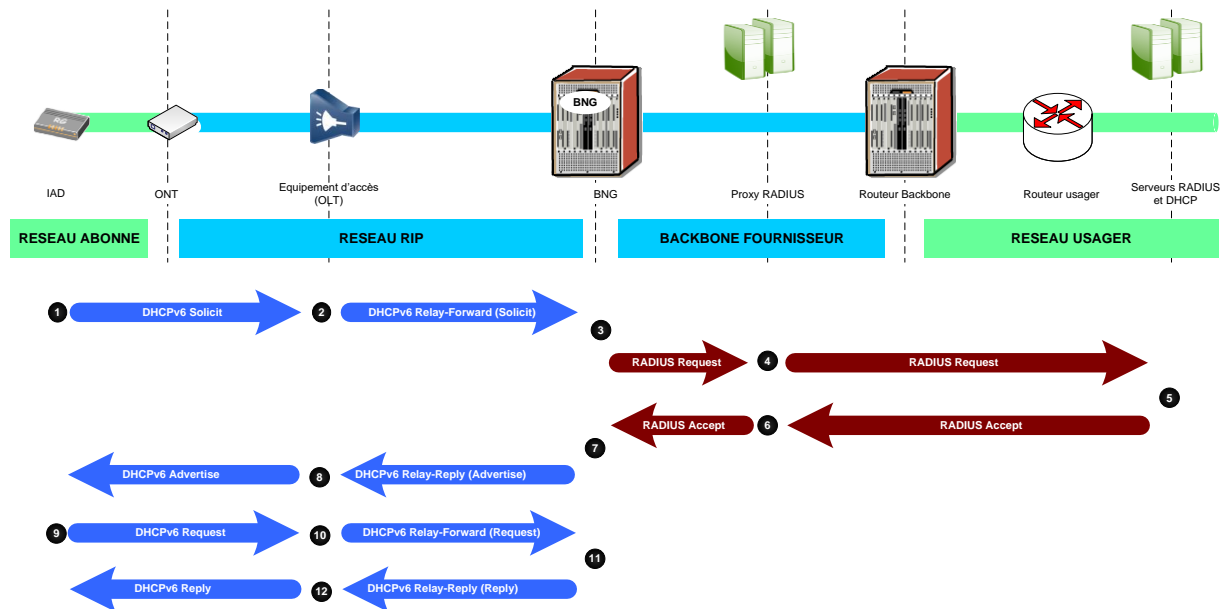 BNG
RG
IAD
ONT
Equipement d'accès
(OLT)
BNG
Proxy RADIUS
Routeur Backbone
Routeur usager
Serveurs RADIUS
et DHCP
RESEAU ABONNE
RESEAU RIP
BACKBONE FOURNISSEUR
RESEAU USAGER
1
DHCPv6 Solicit
2
DHCPv6 Relay-Forward (Solicit)
3
RADIUS Request
4
RADIUS Request
5
RADIUS Accept
6
RADIUS Accept
7
DHCPv6 Advertise
8
DHCPv6 Relay-Reply (Advertise)
9
DHCPv6 Request
10
DHCPv6 Relay-Forward (Request)
11
DHCPv6 Reply
12
DHCPv6 Relay-Reply (Reply)